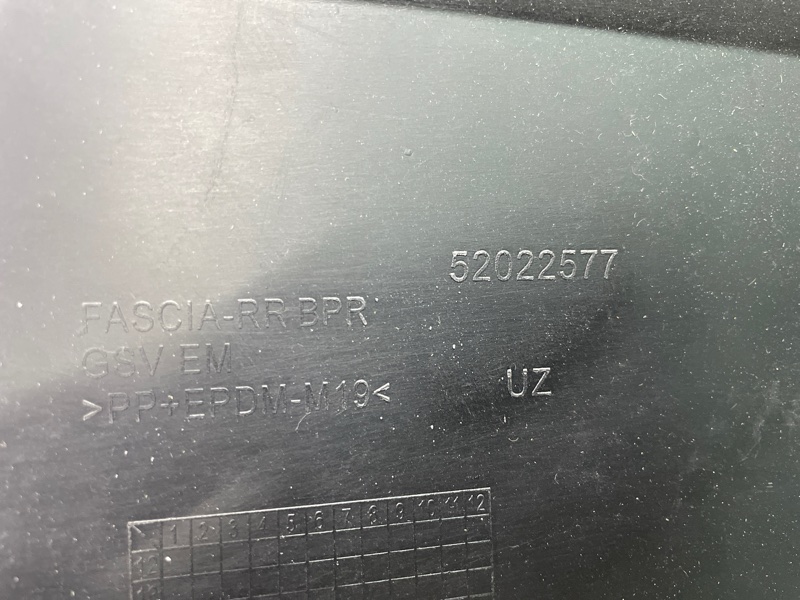 52022577
FASCIA-RR BPR
GSV EM
>PP+EPDM-M19<
UZ
1 2 3 4 5 6 7 8 9 10 11 12